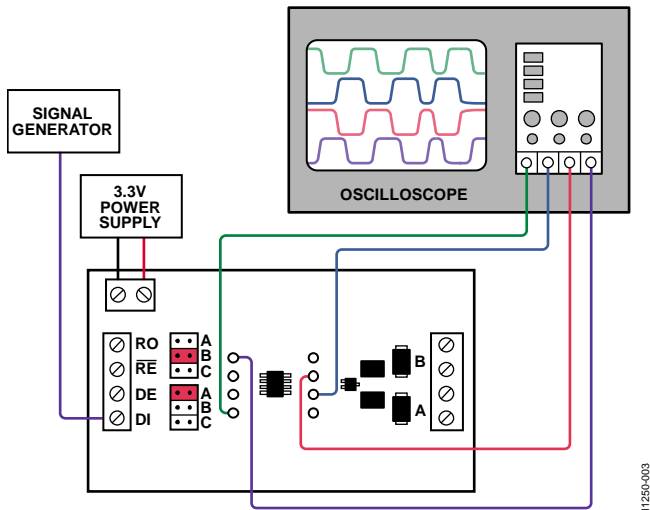 SIGNAL
GENERATOR
3.3V
POWER
SUPPLY
OSCILLOSCOPE
RO
RE
DE
DI
A
B
C
A
B
C
B
A
11250-003